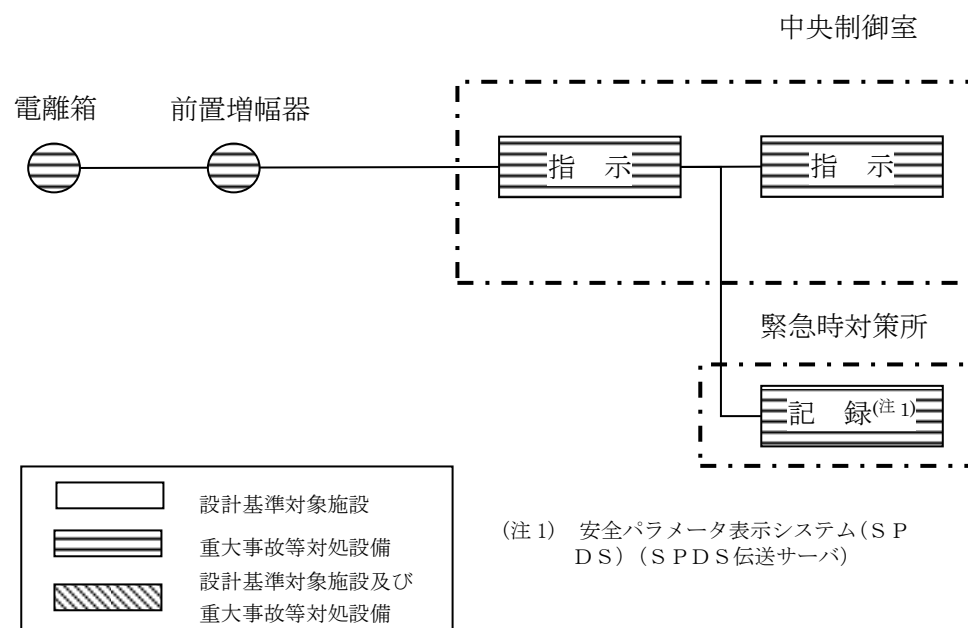 中央制御室
電離箱
前置増幅器
指 示
指 示
緊急時対策所
記 録(注 1)
設計基準対象施設
重大事故等対処設備
設計基準対象施設及び
重大事故等対処設備
(注 1) 安全パラメータ表示システム(SP
DS)(SPDS伝送サーバ)